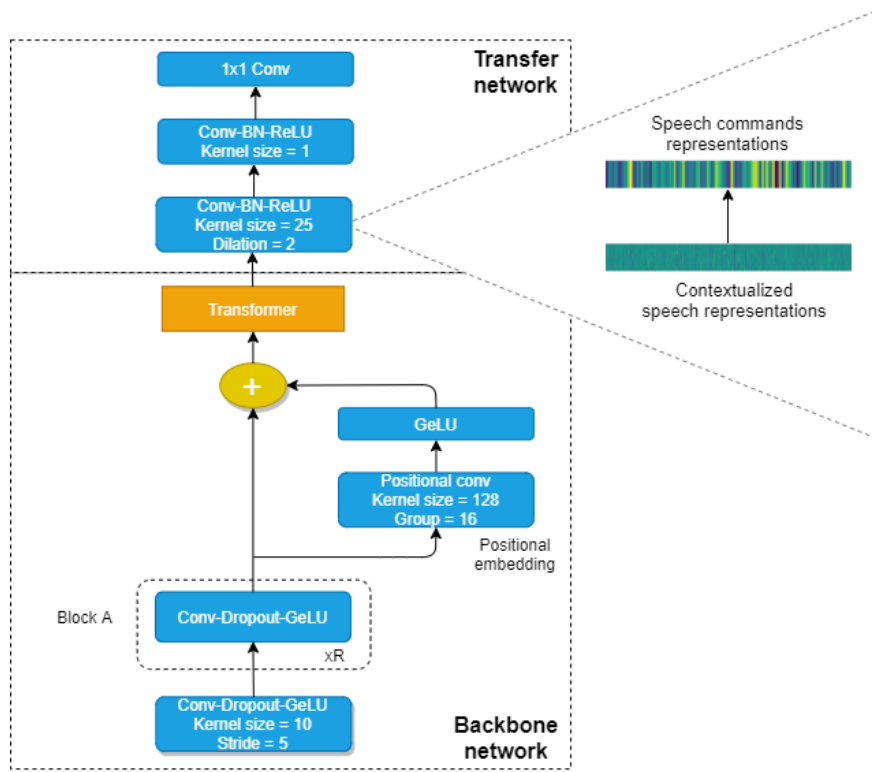 Transfer
network
1x1 Conv
Conv-BN-ReLU
Kernel size = 1
Conv-BN-ReLU
Kernel size = 25
Dilation = 2
Speech commands
representations
Contextualized
speech representations
Transformer
+
GeLU
Positional conv
Kernel size = 128
Group = 16
Positional
embedding
Block A
Conv-Dropout-GeLU
xR
Conv-Dropout-GeLU
Kernel size = 10
Stride = 5
Backbone
network